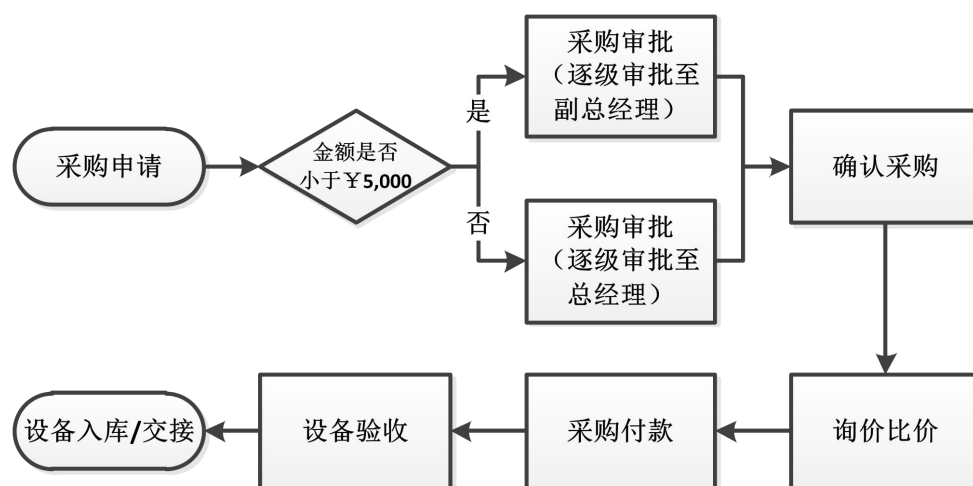 采购申请
金额是否
小于￥5,000
是
否
采购审批
（逐级审批至
副总经理）
采购审批
（逐级审批至
总经理）
确认采购
询价比价
采购付款
设备验收
设备入库/交接